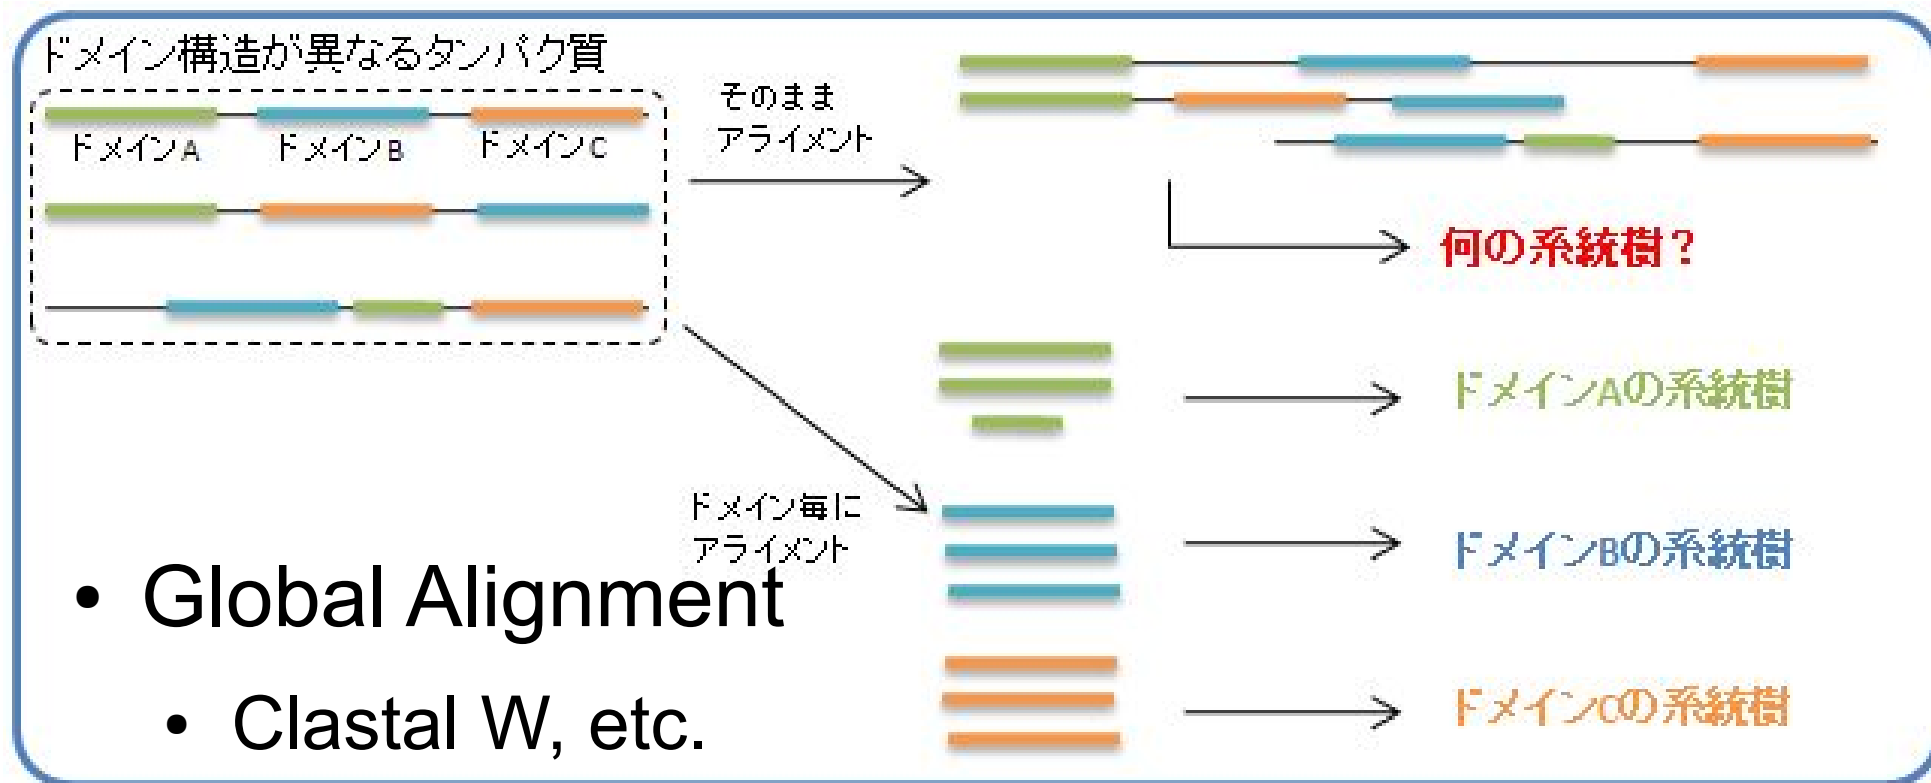 ドメイン構造が異なるタンパク質
ドメインA
ドメインB
ドメインC
そのまま
アライメント
何の系統樹？
ドメイン毎に
アライメント
ドメインAの系統樹
ドメインBの系統樹
ドメインCの系統樹
• Global Alignment
• Clastal W, etc.